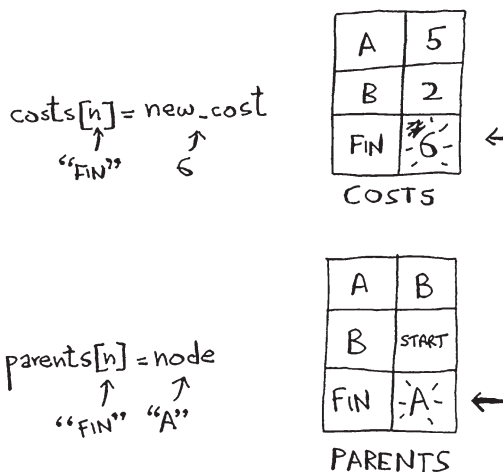 costs[n] = new_cost
"FIN" 6
A 5
B 2
FIN 6
COSTS
parents[n] = node
"FIN" "A"
A B
B START
FIN A
PARENTS